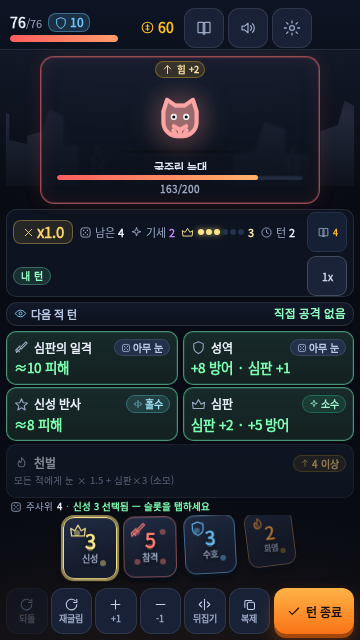 76/76 10 60
힘 +2
굶주린 늑대
163/200
x1.0 남은 4 기세 2 3 턴 2 4
내 턴 1x
다음 적 턴 직접 공격 없음
심판의 일격 아무 눈
≈10 피해
성역 아무 눈
+8 방어 · 심판 +1
신성 반사 홀수
≈8 피해
심판 소수
심판 +2 · +5 방어
천벌 4 이상
모든 적에게 눈 × 1.5 + 심판×3 (소모)
주사위 4 · 신성 3 선택됨 — 슬롯을 탭하세요
3 신성
5 참격
3 수호
2 화염
되돌 재굴림 +1 -1 뒤집기 복제 턴 종료